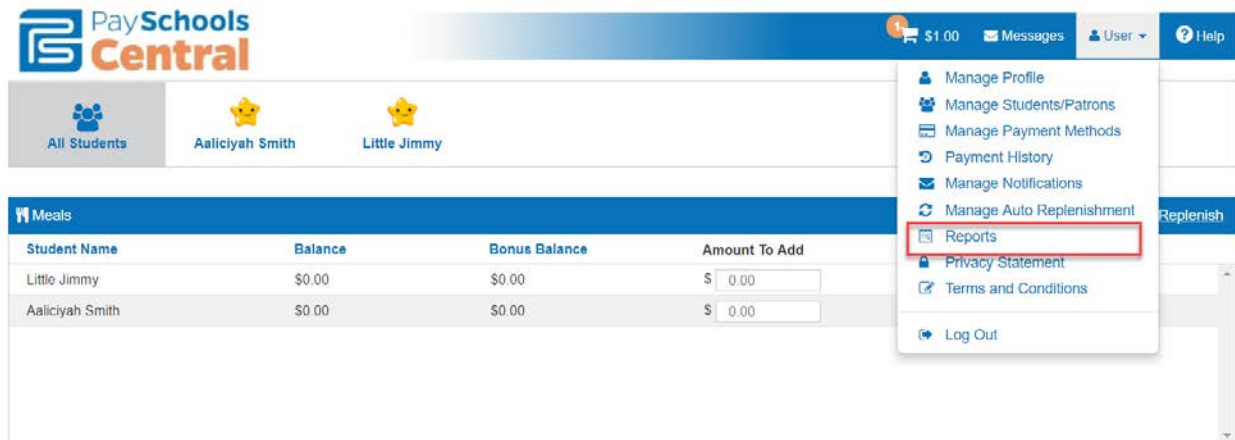 PaySchools
Central
1 $1.00 Messages User Help
All Students
Aaliciyah Smith
Little Jimmy
Manage Profile
Manage Students/Patrons
Manage Payment Methods
Payment History
Manage Notifications
Manage Auto Replenishment
Reports
Privacy Statement
Terms and Conditions
Log Out
Meals
Replenish
Student Name Balance Bonus Balance Amount To Add
Little Jimmy $0.00 $0.00 $ 0.00
Aaliciyah Smith $0.00 $0.00 $ 0.00